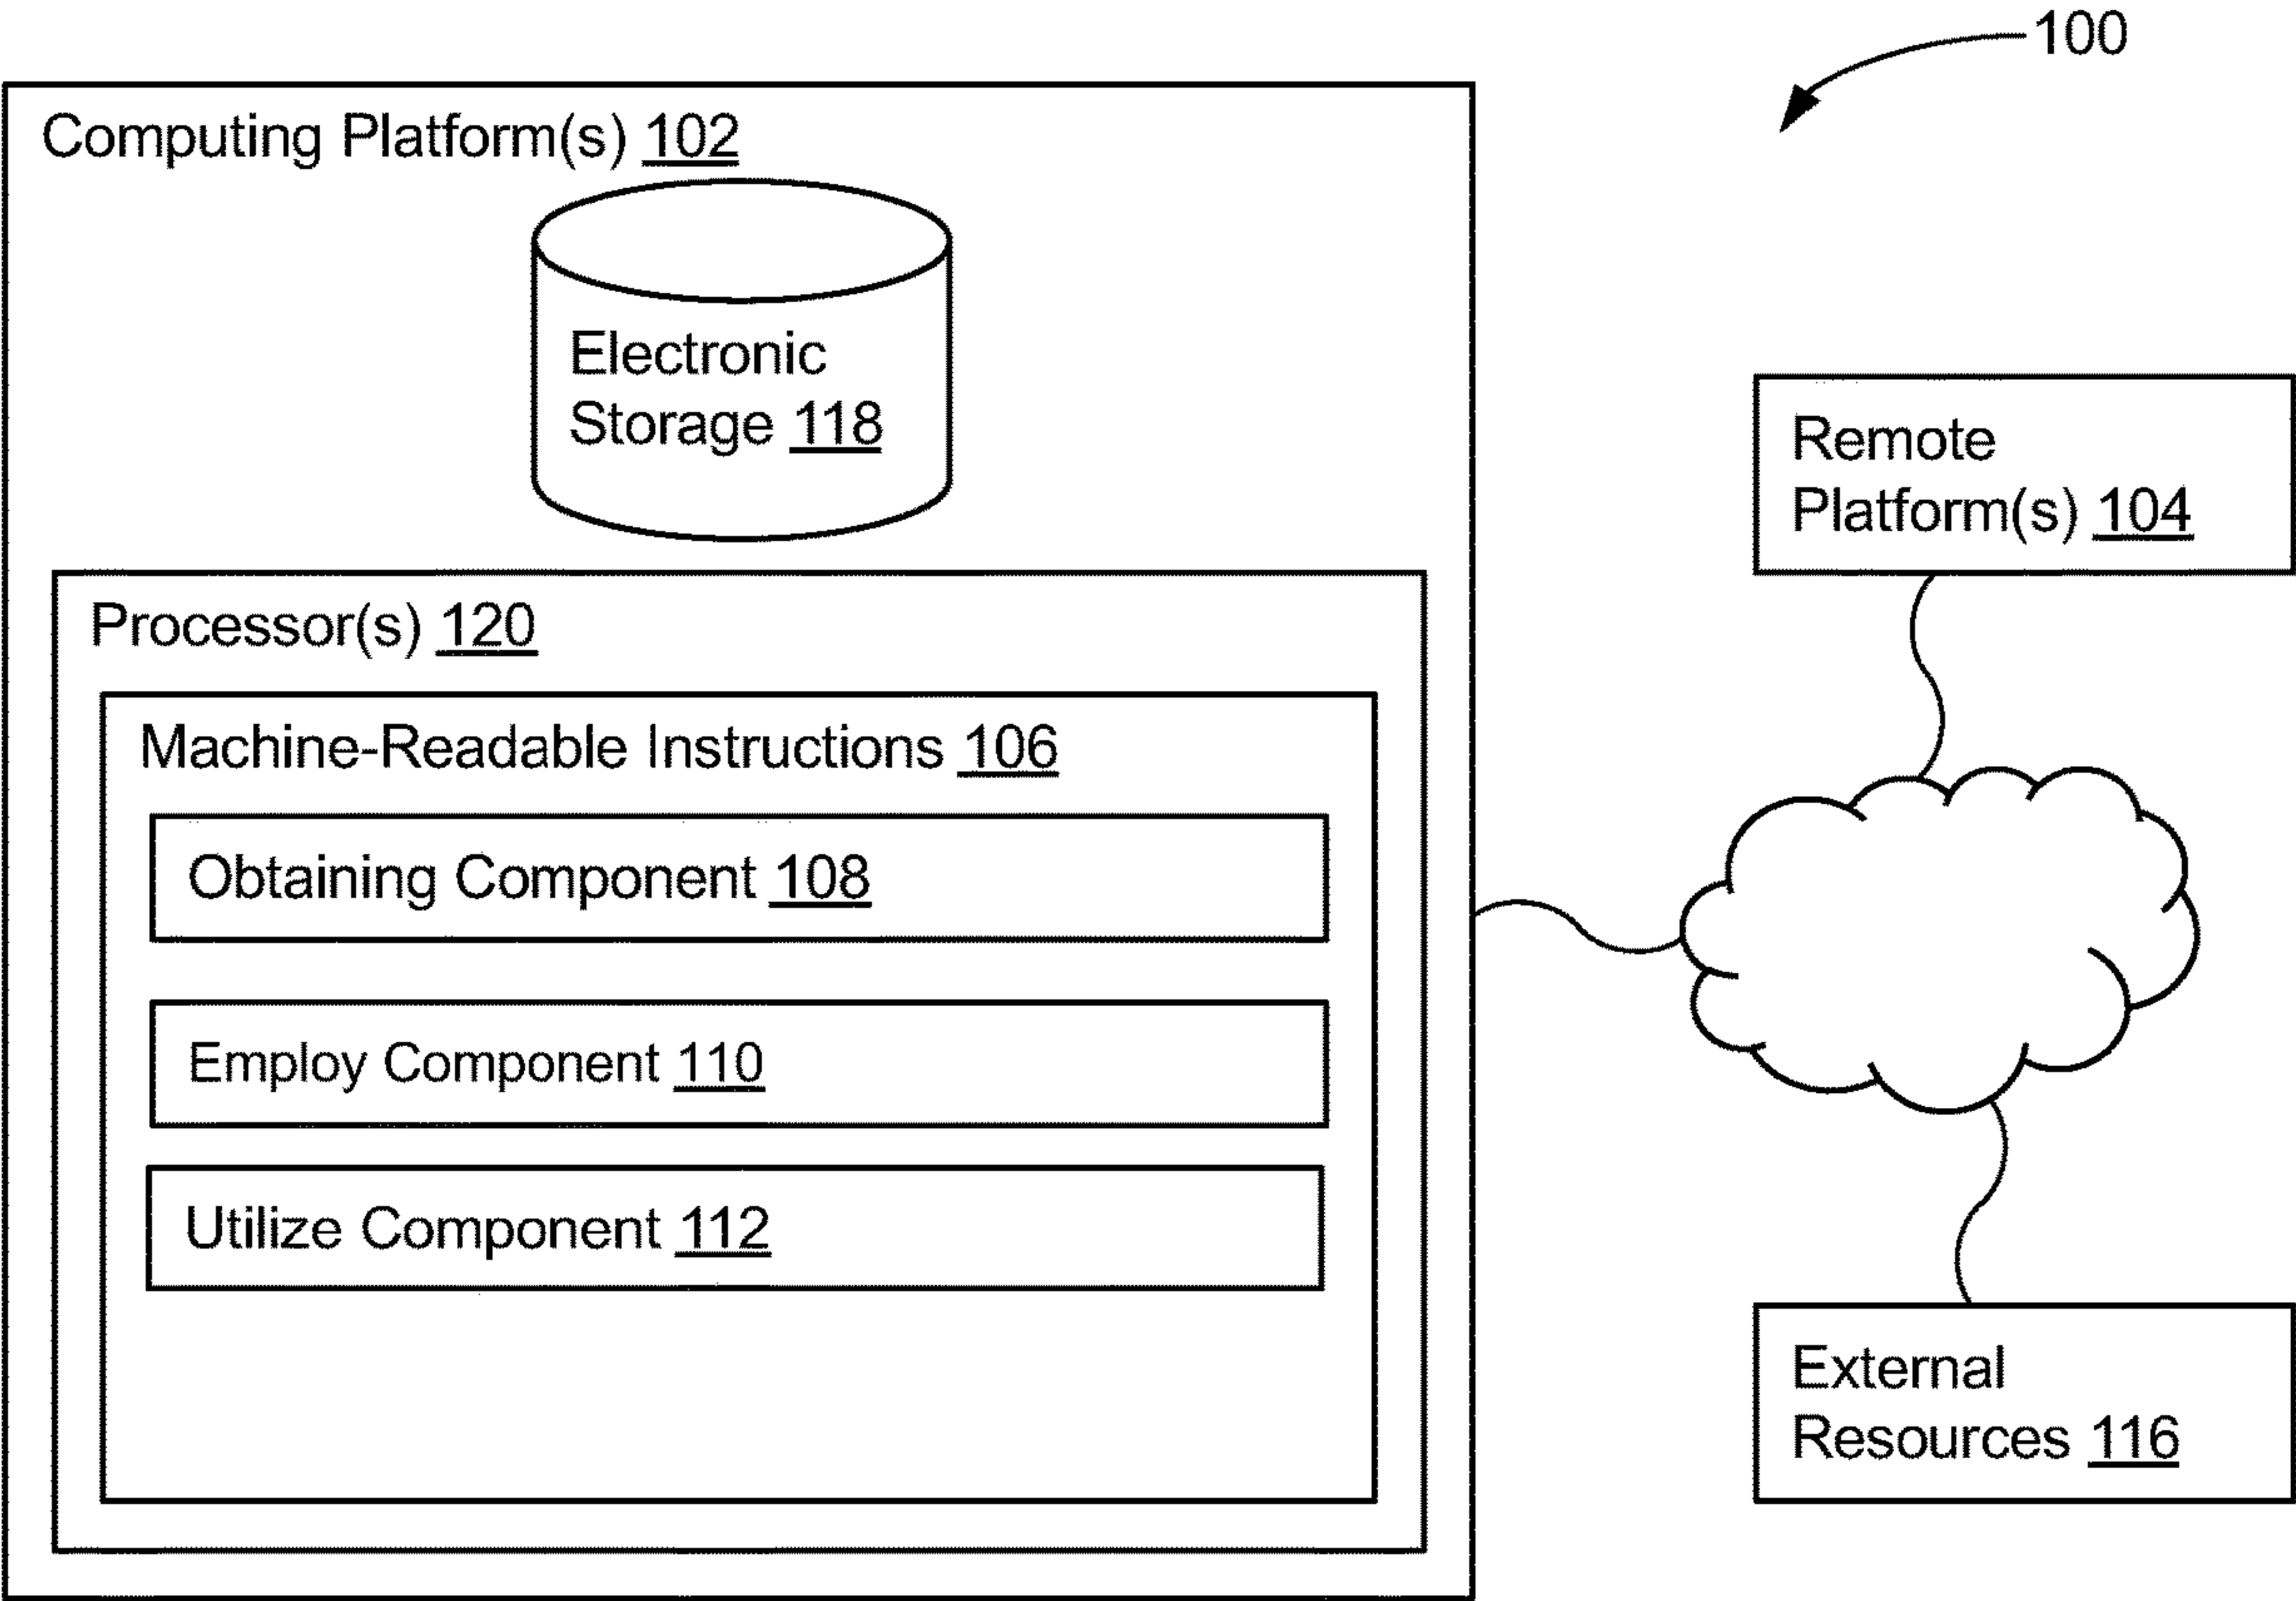 100
Computing Platform(s) 102
Electronic
Storage 118
Remote
Platform(s) 104
Processor(s) 120
Machine-Readable Instructions 106
Obtaining Component 108
Employ Component 110
Utilize Component 112
External
Resources 116